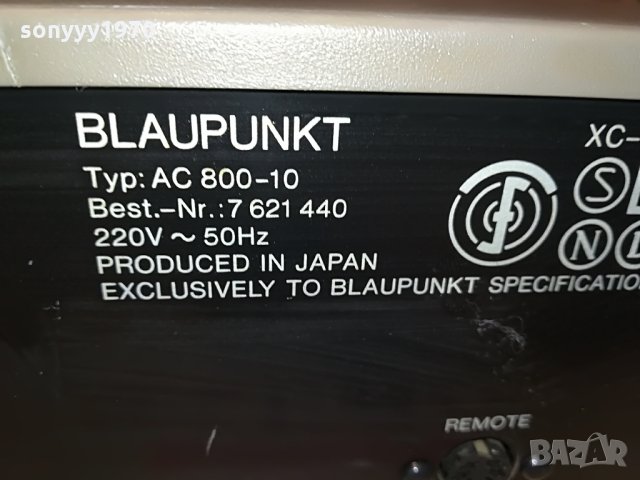 sonyyy1970
BLAUPUNKT
Typ: AC 800-10
Best.-Nr.: 7 621 440
220V ~ 50Hz
PRODUCED IN JAPAN
EXCLUSIVELY TO BLAUPUNKT SPECIFICATIO
XC-
S
N
REMOTE
BAZAR